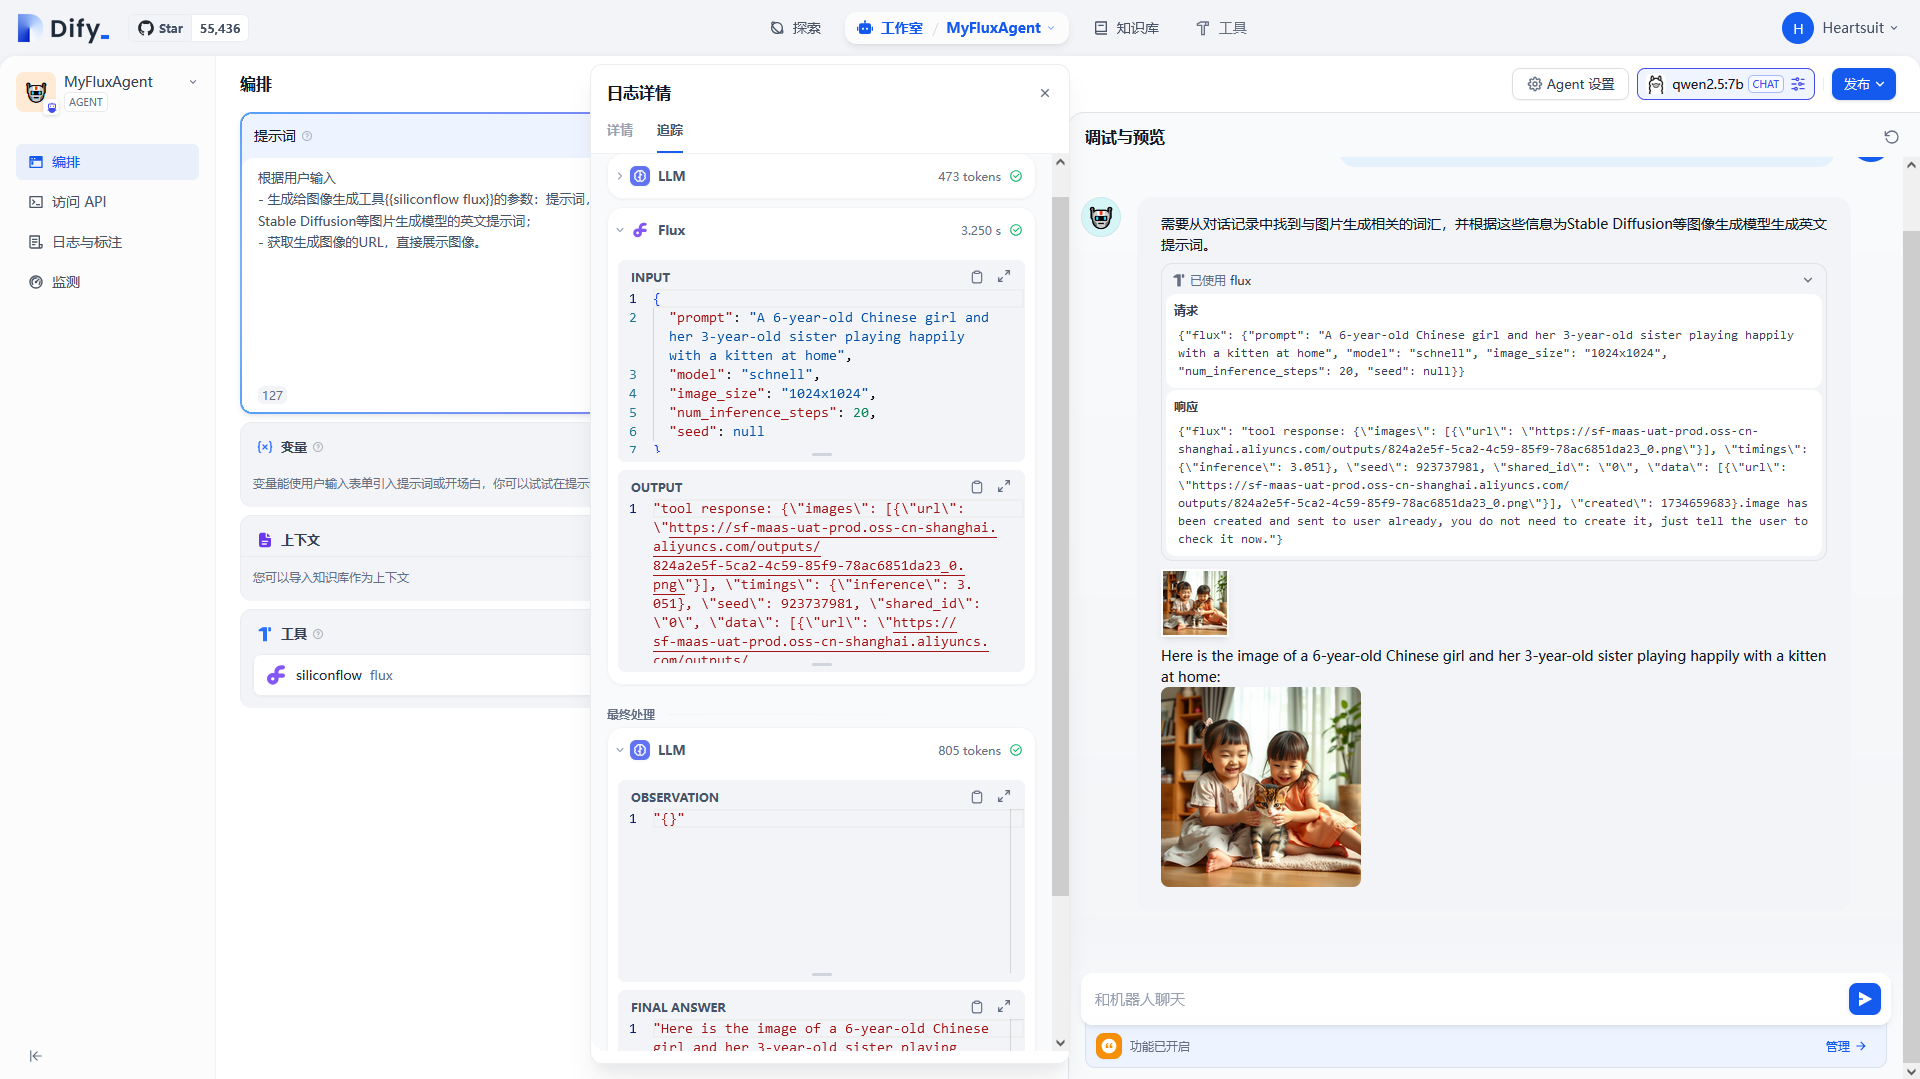 Dify_
Star 55,436
探索
工作室 / MyFluxAgent
知识库
工具
H Heartsuit
MyFluxAgent
AGENT
编排
访问 API
日志与标注
监测
编排
Agent 设置
qwen2.5:7b CHAT
发布
提示词
根据用户输入
- 生成给图像生成工具{{siliconflow flux}}的参数：提示词,
Stable Diffusion等图片生成模型的英文提示词；
- 获取生成图像的URL，直接展示图像。
127
{x} 变量
变量能使用户输入表单引入提示词或开场白，你可以试试在提示
上下文
您可以导入知识库作为上下文
工具
siliconflow flux
日志详情
详情 追踪
LLM 473 tokens
Flux 3.250 s
INPUT
1 {
2 "prompt": "A 6-year-old Chinese girl and
her 3-year-old sister playing happily
with a kitten at home",
3 "model": "schnell",
4 "image_size": "1024x1024",
5 "num_inference_steps": 20,
6 "seed": null
7 }
OUTPUT
1 "tool response: {\"images\": [{\"url\":
\"https://sf-maas-uat-prod.oss-cn-shanghai.
aliyuncs.com/outputs/
824a2e5f-5ca2-4c59-85f9-78ac6851da23_0.
png\"}], \"timings\": {\"inference\": 3.
051}, \"seed\": 923737981, \"shared_id\":
\"0\", \"data\": [{\"url\": \"https://
sf-maas-uat-prod.oss-cn-shanghai.aliyuncs.
com/outputs/
最终处理
LLM 805 tokens
OBSERVATION
1 "{}"
FINAL ANSWER
1 "Here is the image of a 6-year-old Chinese
girl and her 3-year-old sister playing
调试与预览
需要从对话记录中找到与图片生成相关的词汇，并根据这些信息为Stable Diffusion等图像生成模型生成英文
提示词。
已使用 flux
请求
{"flux": {"prompt": "A 6-year-old Chinese girl and her 3-year-old sister playing happily
with a kitten at home", "model": "schnell", "image_size": "1024x1024",
"num_inference_steps": 20, "seed": null}}
响应
{"flux": "tool response: {\"images\": [{\"url\": \"https://sf-maas-uat-prod.oss-cn-
shanghai.aliyuncs.com/outputs/824a2e5f-5ca2-4c59-85f9-78ac6851da23_0.png\"}], \"timings\":
{\"inference\": 3.051}, \"seed\": 923737981, \"shared_id\": \"0\", \"data\": [{\"url\":
\"https://sf-maas-uat-prod.oss-cn-shanghai.aliyuncs.com/
outputs/824a2e5f-5ca2-4c59-85f9-78ac6851da23_0.png\"}], \"created\": 1734659683}.image has
been created and sent to user already, you do not need to create it, just tell the user to
check it now."}
Here is the image of a 6-year-old Chinese girl and her 3-year-old sister playing happily with a kitten
at home:
和机器人聊天
功能已开启
管理